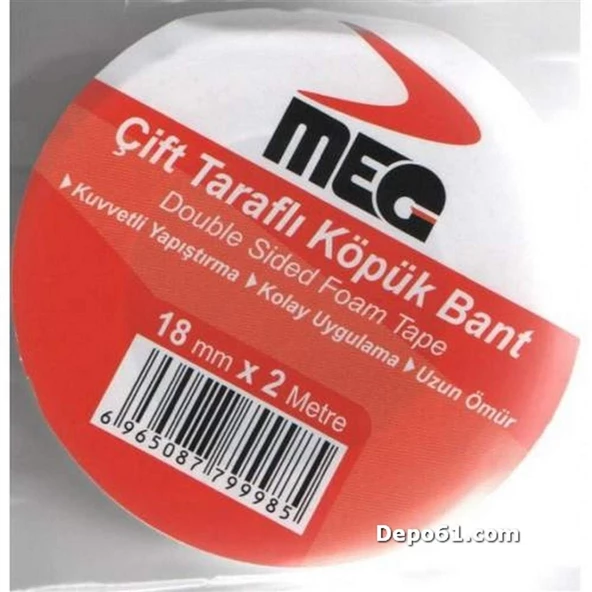 MEG
Çift Taraflı Köpük Bant
Double Sided Foam Tape
Kuvvetli Yapıştırma Kolay Uygulama Uzun Ömür
18 mm x 2 Metre
6 965087 799985
Depo61.com